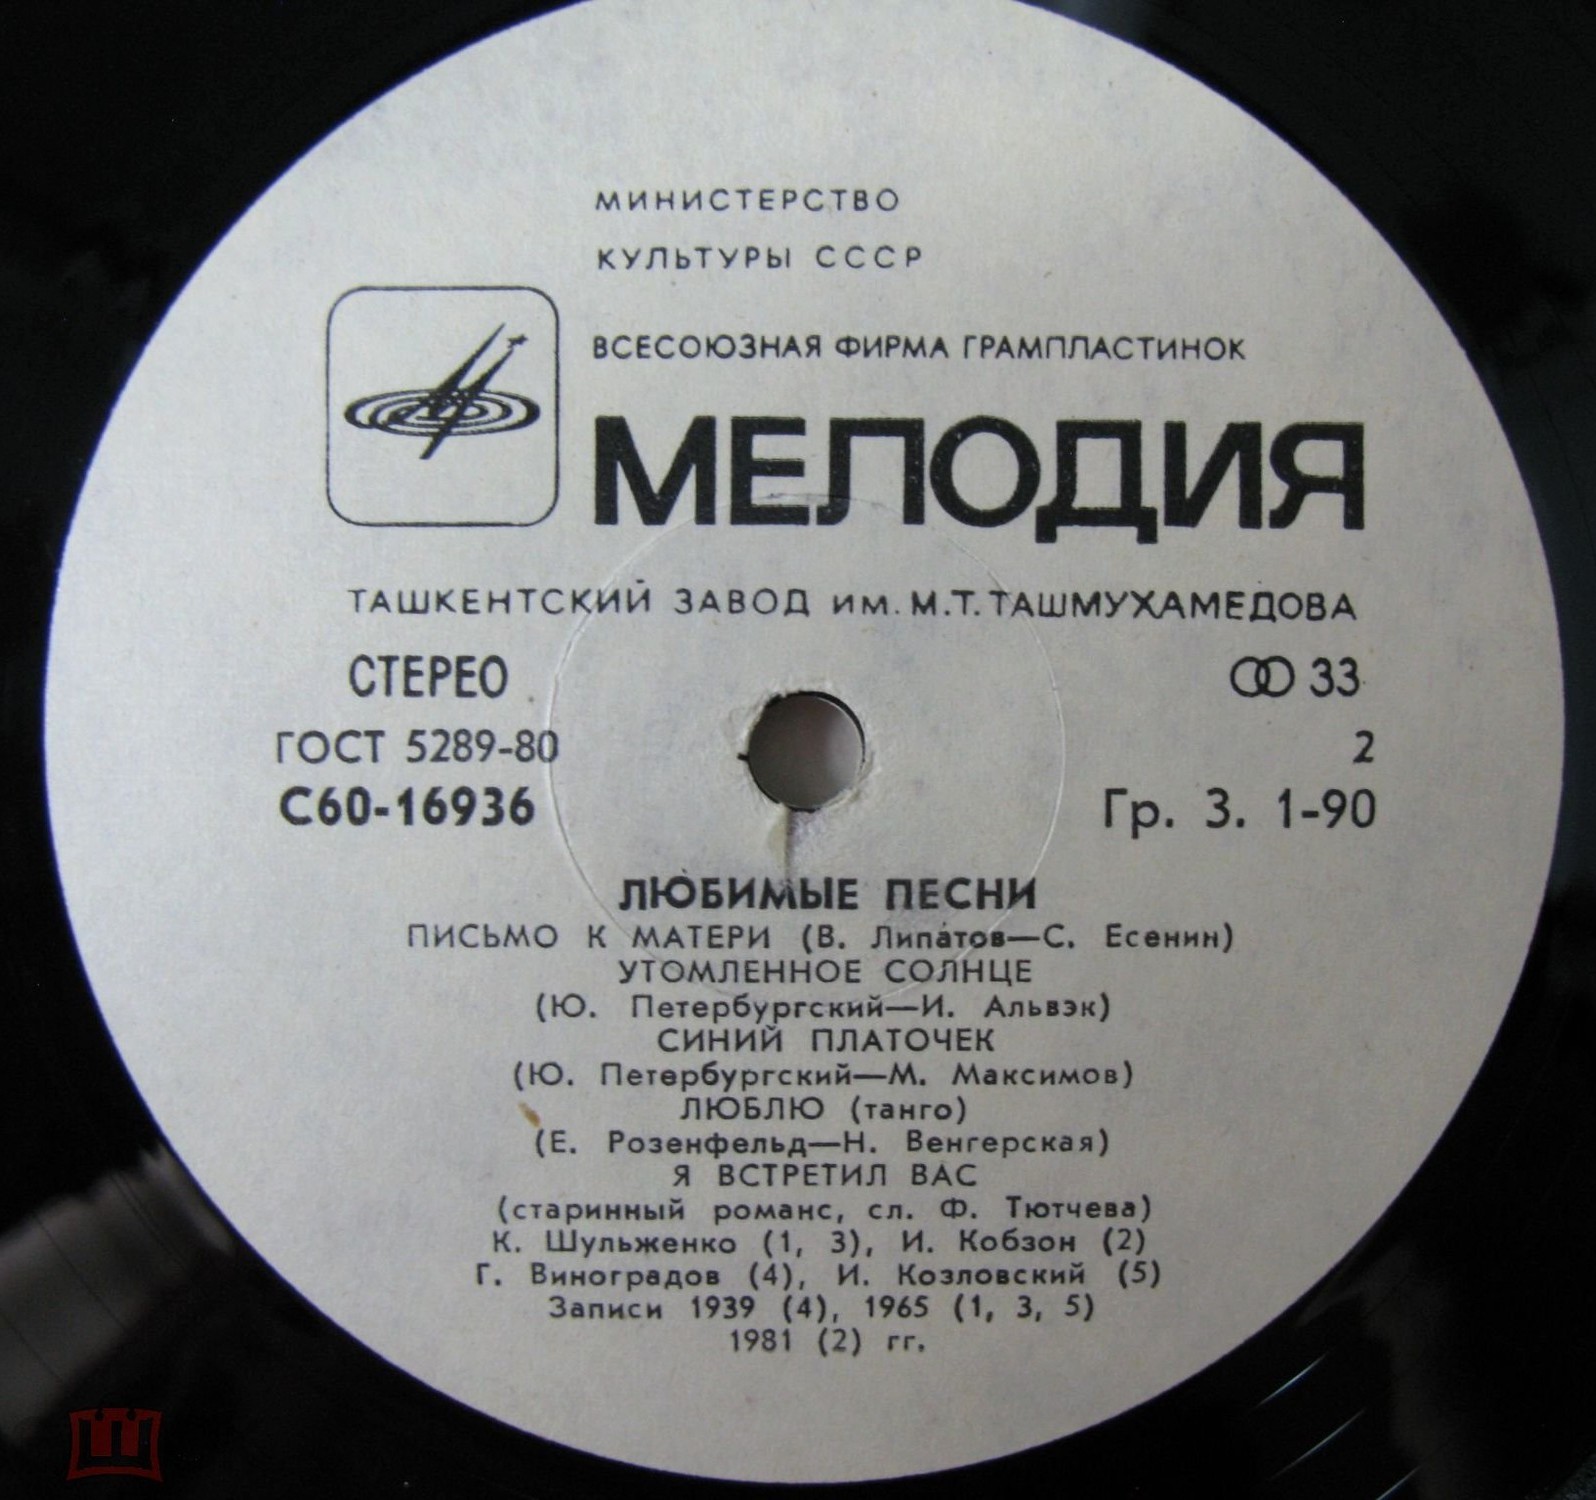 МИНИСТЕРСТВО
КУЛЬТУРЫ СССР
ВСЕСОЮЗНАЯ ФИРМА ГРАМПЛАСТИНОК
МЕЛОДИЯ
ТАШКЕНТСКИЙ ЗАВОД им. М.Т. ТАШМУХАМЕДОВА
СТЕРЕО 33
ГОСТ 5289-80 2
С60-16936 Гр. 3. 1-90
ЛЮБИМЫЕ ПЕСНИ
ПИСЬМО К МАТЕРИ (В. Липатов—С. Есенин)
УТОМЛЕННОЕ СОЛНЦЕ
(Ю. Петербургский—И. Альвэк)
СИНИЙ ПЛАТОЧЕК
(Ю. Петербургский—М. Максимов)
ЛЮБЛЮ (танго)
(Е. Розенфельд—Н. Венгерская)
Я ВСТРЕТИЛ ВАС
(старинный романс, сл. Ф. Тютчева)
К. Шульженко (1, 3), И. Кобзон (2)
Г. Виноградов (4), И. Козловский (5)
Записи 1939 (4), 1965 (1, 3, 5)
1981 (2) гг.